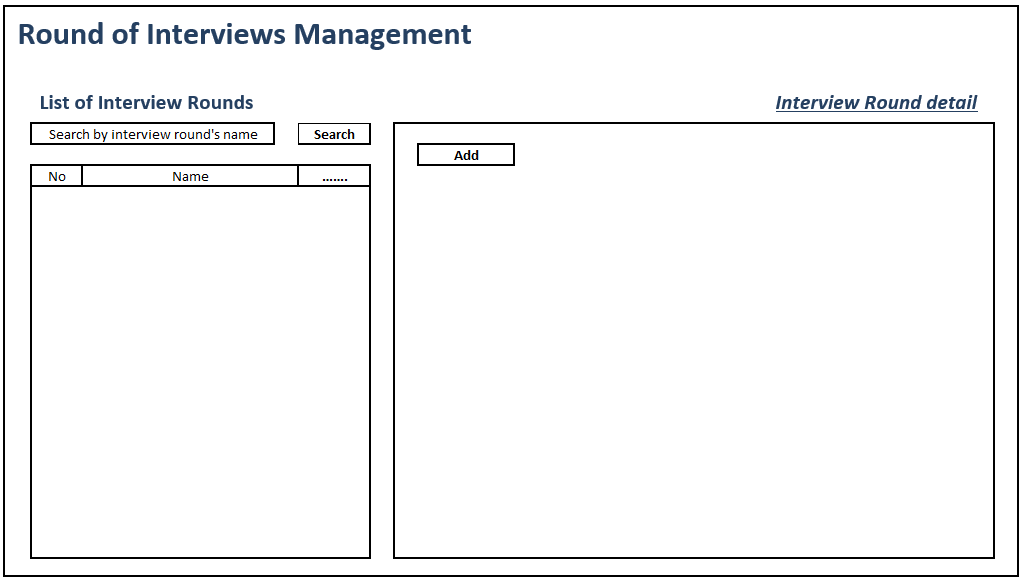 Round of Interviews Management
List of Interview Rounds
Interview Round detail
Search by interview round's name
Search
Add
No
Name
.......